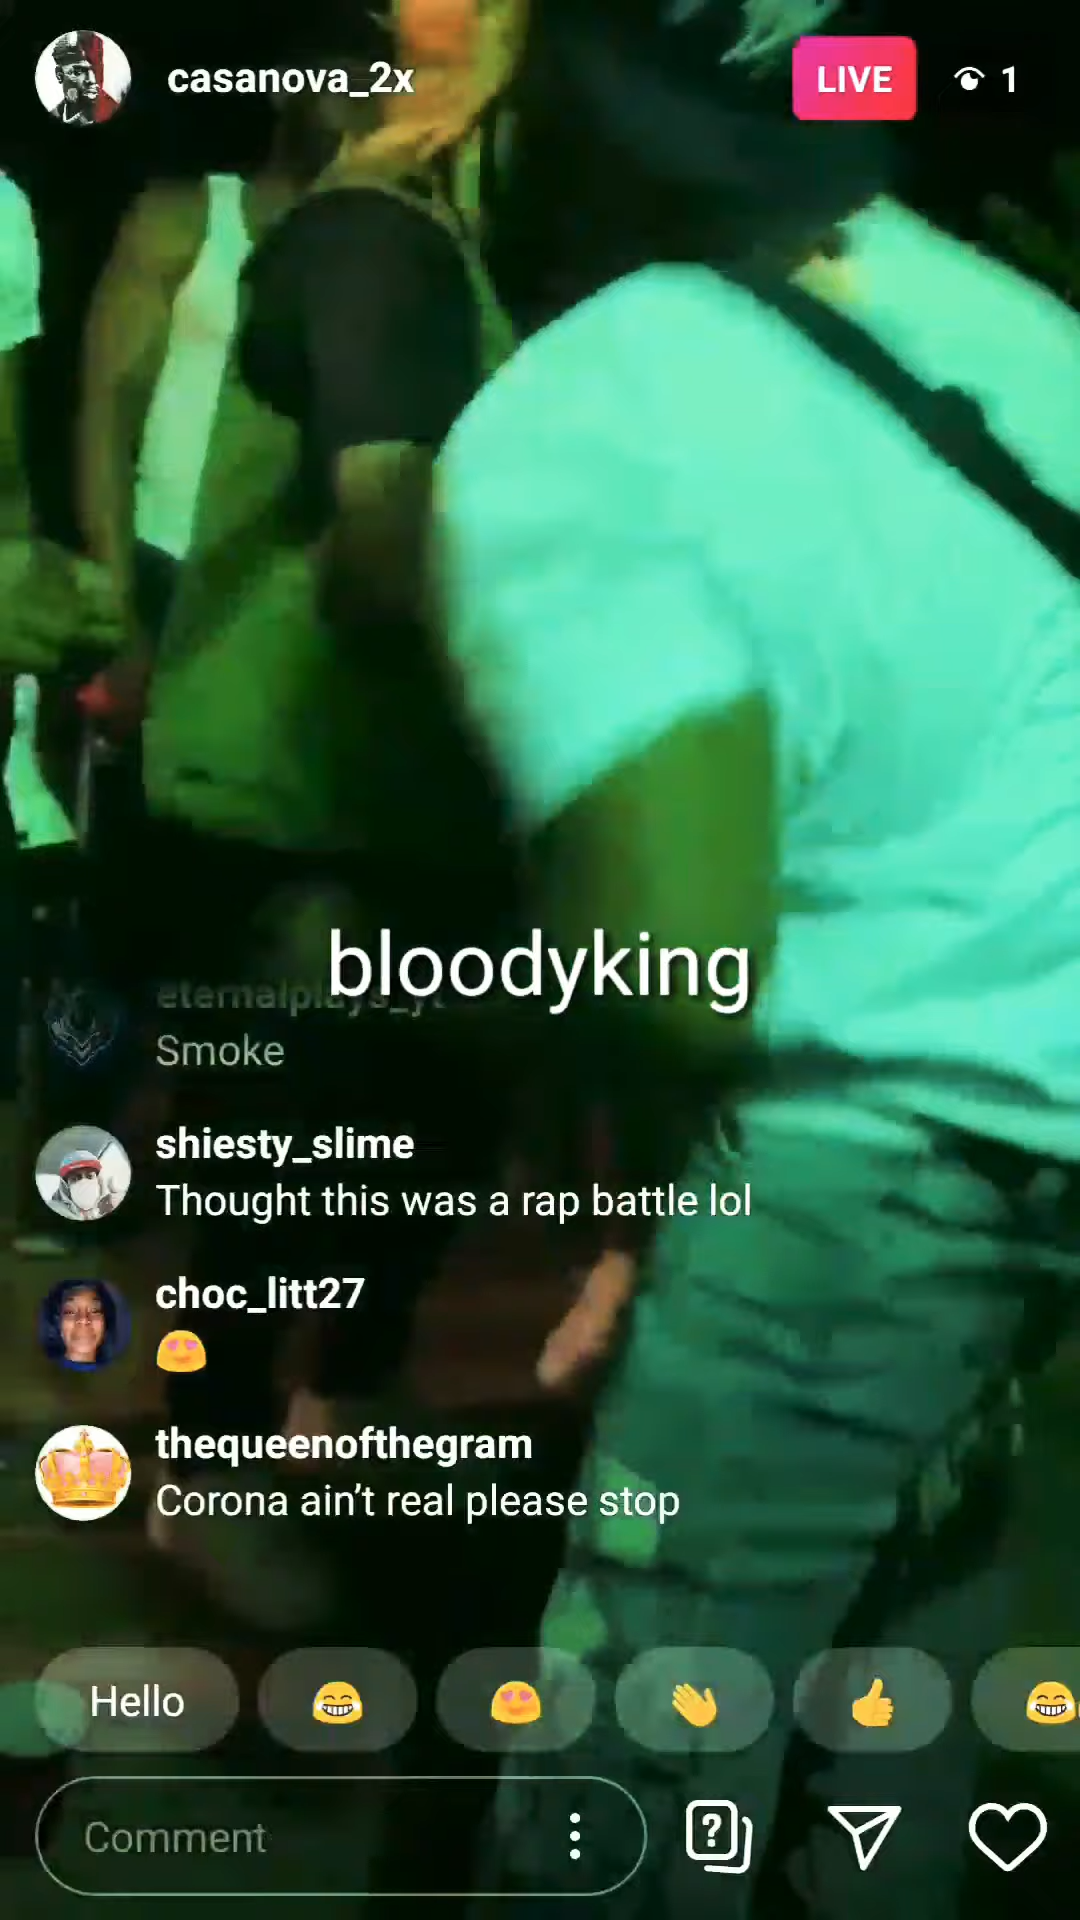 casanova_2x
LIVE
1
bloodyking
eternalplays_yt
Smoke
shiesty_slime
Thought this was a rap battle lol
choc_litt27
😍
thequeenofthegram
Corona ain’t real please stop
Hello 😂 😍 👋 👍 😂
Comment